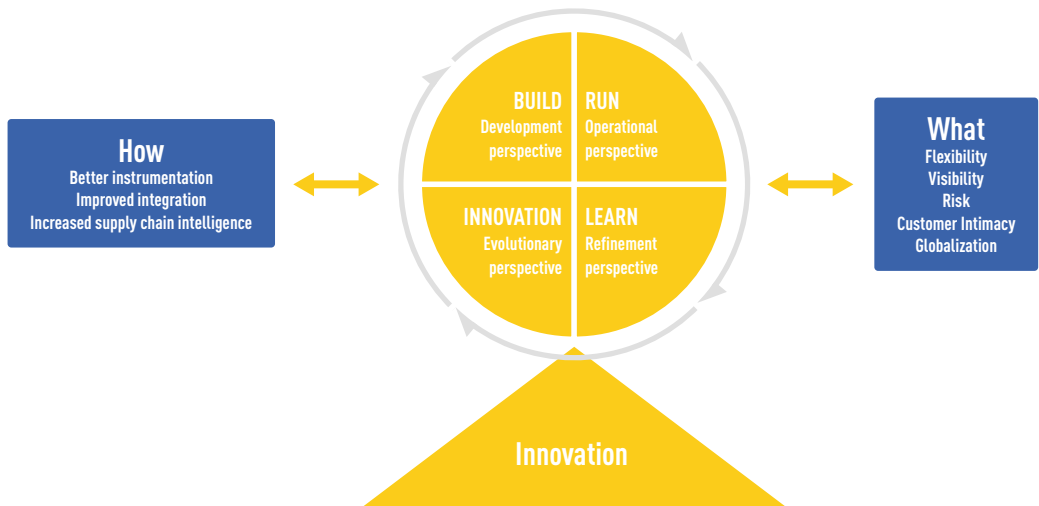 How
Better instrumentation
Improved integration
Increased supply chain intelligence
BUILD
Development
perspective
RUN
Operational
perspective
INNOVATION
Evolutionary
perspective
LEARN
Refinement
perspective
What
Flexibility
Visibility
Risk
Customer Intimacy
Globalization
Innovation